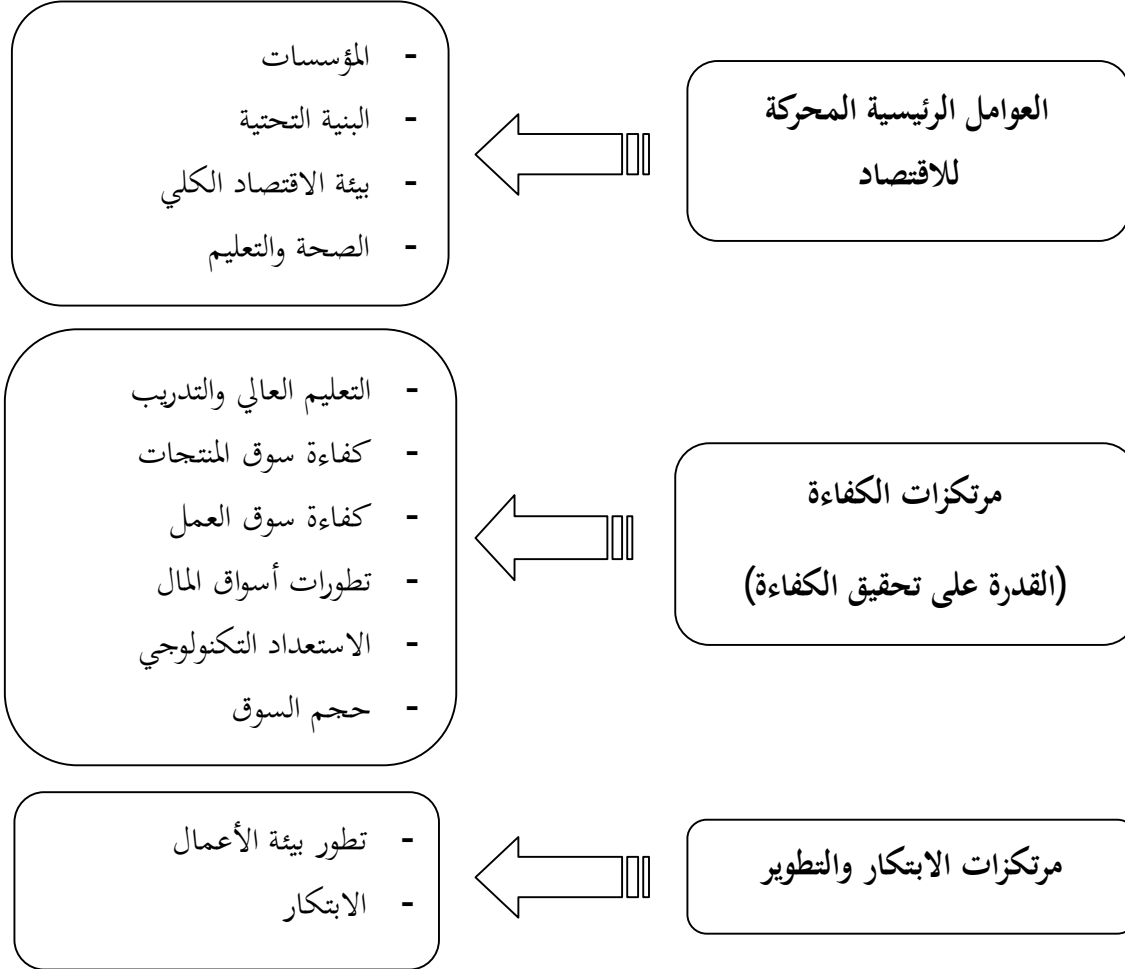 العوامل الرئيسية المحركة
للاقتصاد
- المؤسسات
- البنية التحتية
- بيئة الاقتصاد الكلي
- الصحة والتعليم
مرتكزات الكفاءة
(القدرة على تحقيق الكفاءة)
- التعليم العالي والتدريب
- كفاءة سوق المنتجات
- كفاءة سوق العمل
- تطورات أسواق المال
- الاستعداد التكنولوجي
- حجم السوق
مرتكزات الابتكار والتطوير
- تطور بيئة الأعمال
- الابتكار